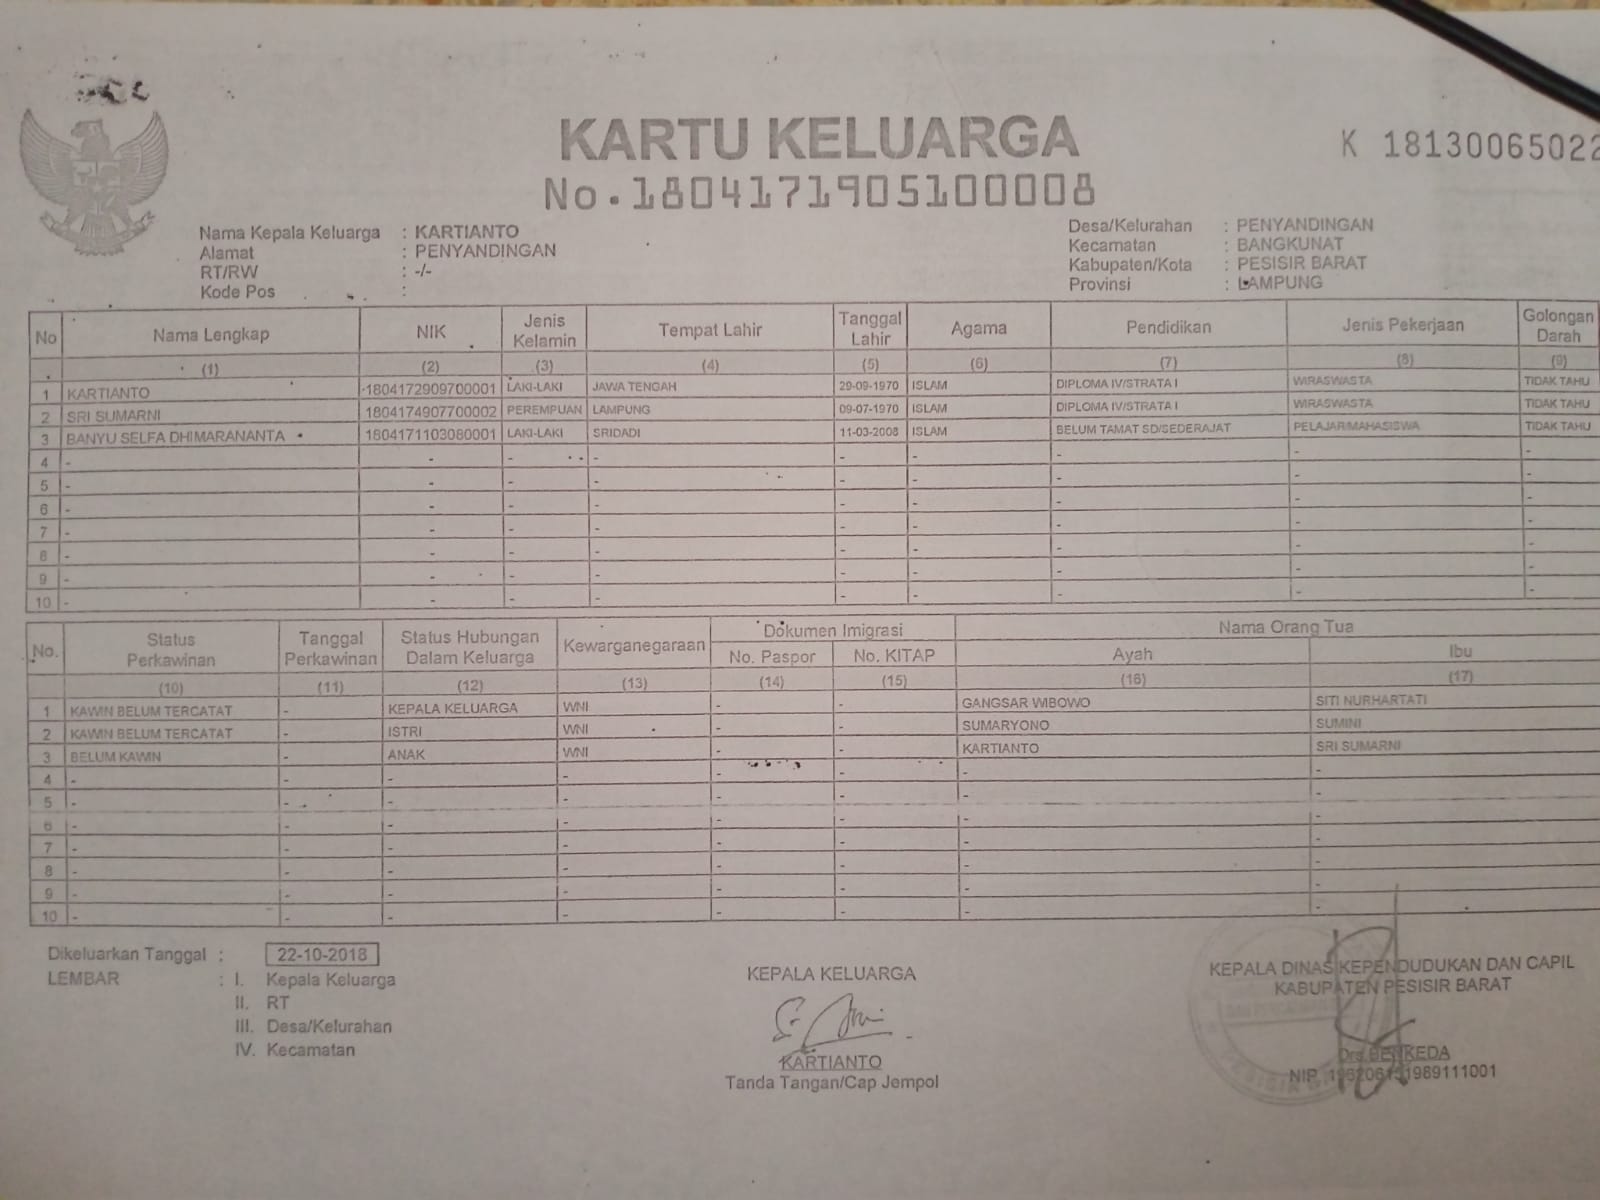 KARTU KELUARGA
K 18130065022
No.1804171905100008
Nama Kepala Keluarga : KARTIANTO
Alamat : PENYANDINGAN
RT/RW : -/-
Kode Pos :
Desa/Kelurahan : PENYANDINGAN
Kecamatan : BANGKUNAT
Kabupaten/Kota : PESISIR BARAT
Provinsi : LAMPUNG
No Nama Lengkap NIK Jenis Kelamin Tempat Lahir Tanggal Lahir Agama Pendidikan Jenis Pekerjaan Golongan Darah
(1) (2) (3) (4) (5) (6) (7) (8) (9)
1 KARTIANTO 1804172909700001 LAKI-LAKI JAWA TENGAH 29-09-1970 ISLAM DIPLOMA IV/STRATA I WIRASWASTA TIDAK TAHU
2 SRI SUMARNI 1804174907700002 PEREMPUAN LAMPUNG 09-07-1970 ISLAM DIPLOMA IV/STRATA I WIRASWASTA TIDAK TAHU
3 BANYU SELFA DHIMARANANTA 1804171103080001 LAKI-LAKI SRIDADI 11-03-2008 ISLAM BELUM TAMAT SD/SEDERAJAT PELAJAR/MAHASISWA TIDAK TAHU
4 - - - - - - - - -
5 - - - - - - - - -
6 - - - - - - - - -
7 - - - - - - - - -
8 - - - - - - - - -
9 - - - - - - - - -
10 - - - - - - - - -
No. Status Perkawinan Tanggal Perkawinan Status Hubungan Dalam Keluarga Kewarganegaraan Dokumen Imigrasi Nama Orang Tua
No. Paspor No. KITAP Ayah Ibu
(10) (11) (12) (13) (14) (15) (16) (17)
1 KAWIN BELUM TERCATAT - KEPALA KELUARGA WNI - - GANGSAR WIBOWO SITI NURHARTATI
2 KAWIN BELUM TERCATAT - ISTRI WNI - - SUMARYONO SUMINI
3 BELUM KAWIN - ANAK WNI - - KARTIANTO SRI SUMARNI
4 - - - - - - - -
5 - - - - - - - -
6 - - - - - - - -
7 - - - - - - - -
8 - - - - - - - -
9 - - - - - - - -
10 - - - - - - - -
Dikeluarkan Tanggal : 22-10-2018
LEMBAR : I. Kepala Keluarga
II. RT
III. Desa/Kelurahan
IV. Kecamatan
KEPALA KELUARGA
KARTIANTO
Tanda Tangan/Cap Jempol
KEPALA DINAS KEPENDUDUKAN DAN CAPIL
KABUPATEN PESISIR BARAT
Drs.
NIP.